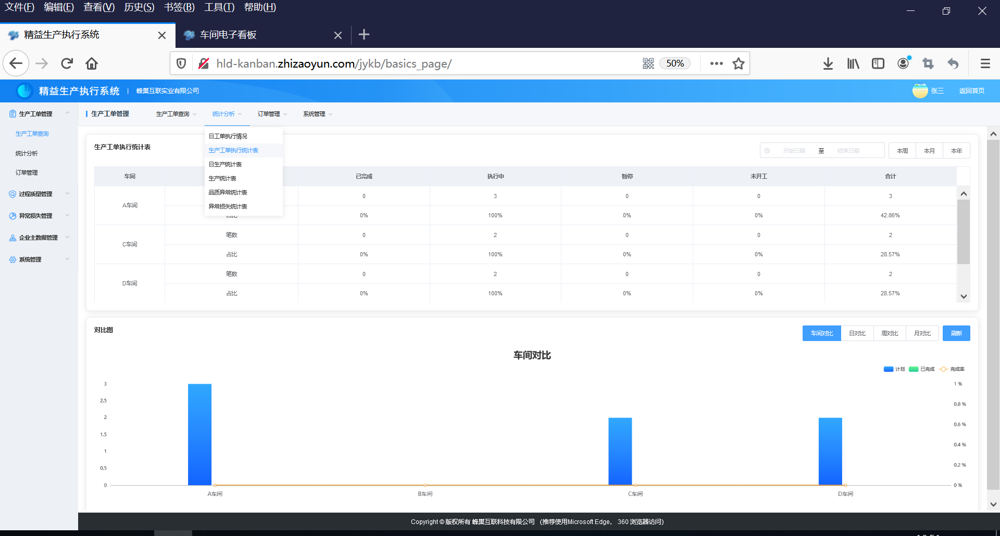 文件(F) 编辑(E) 查看(V) 历史(S) 书签(B) 工具(T) 帮助(H)
精益生产执行系统
车间电子看板
hld-kanban.zhizaoyun.com/jykb/basics_page/
50%
精益生产执行系统 | 蜂巢互联实业有限公司
张三
返回首页
生产工单管理
生产工单查询
统计分析
订单管理
过程质量管理
异常损失管理
企业主数据管理
系统管理
生产工单管理
生产工单查询
统计分析
订单管理
系统管理
日工单执行情况
生产工单执行统计表
日生产统计表
生产统计表
品质异常统计表
异常损失统计表
生产工单执行统计表
开始日期 至 结束日期
本周 本月 本年
车间 已完成 执行中 暂停 未开工 合计
A车间 0 3 0 0 3
占比 0% 100% 0% 0% 42.86%
C车间 笔数 0 2 0 0 2
占比 0% 100% 0% 0% 28.57%
D车间 笔数 0 2 0 0 2
占比 0% 100% 0% 0% 28.57%
对比图
车间对比 日对比 周对比 月对比 刷新
车间对比
计划 已完成 完成率
3
2.5
2
1.5
1
0.5
0
1 %
0.8 %
0.6 %
0.4 %
0.2 %
0 %
A车间 B车间 C车间 D车间
Copyright © 版权所有 蜂巢互联科技有限公司 （推荐使用Microsoft Edge， 360 浏览器访问）